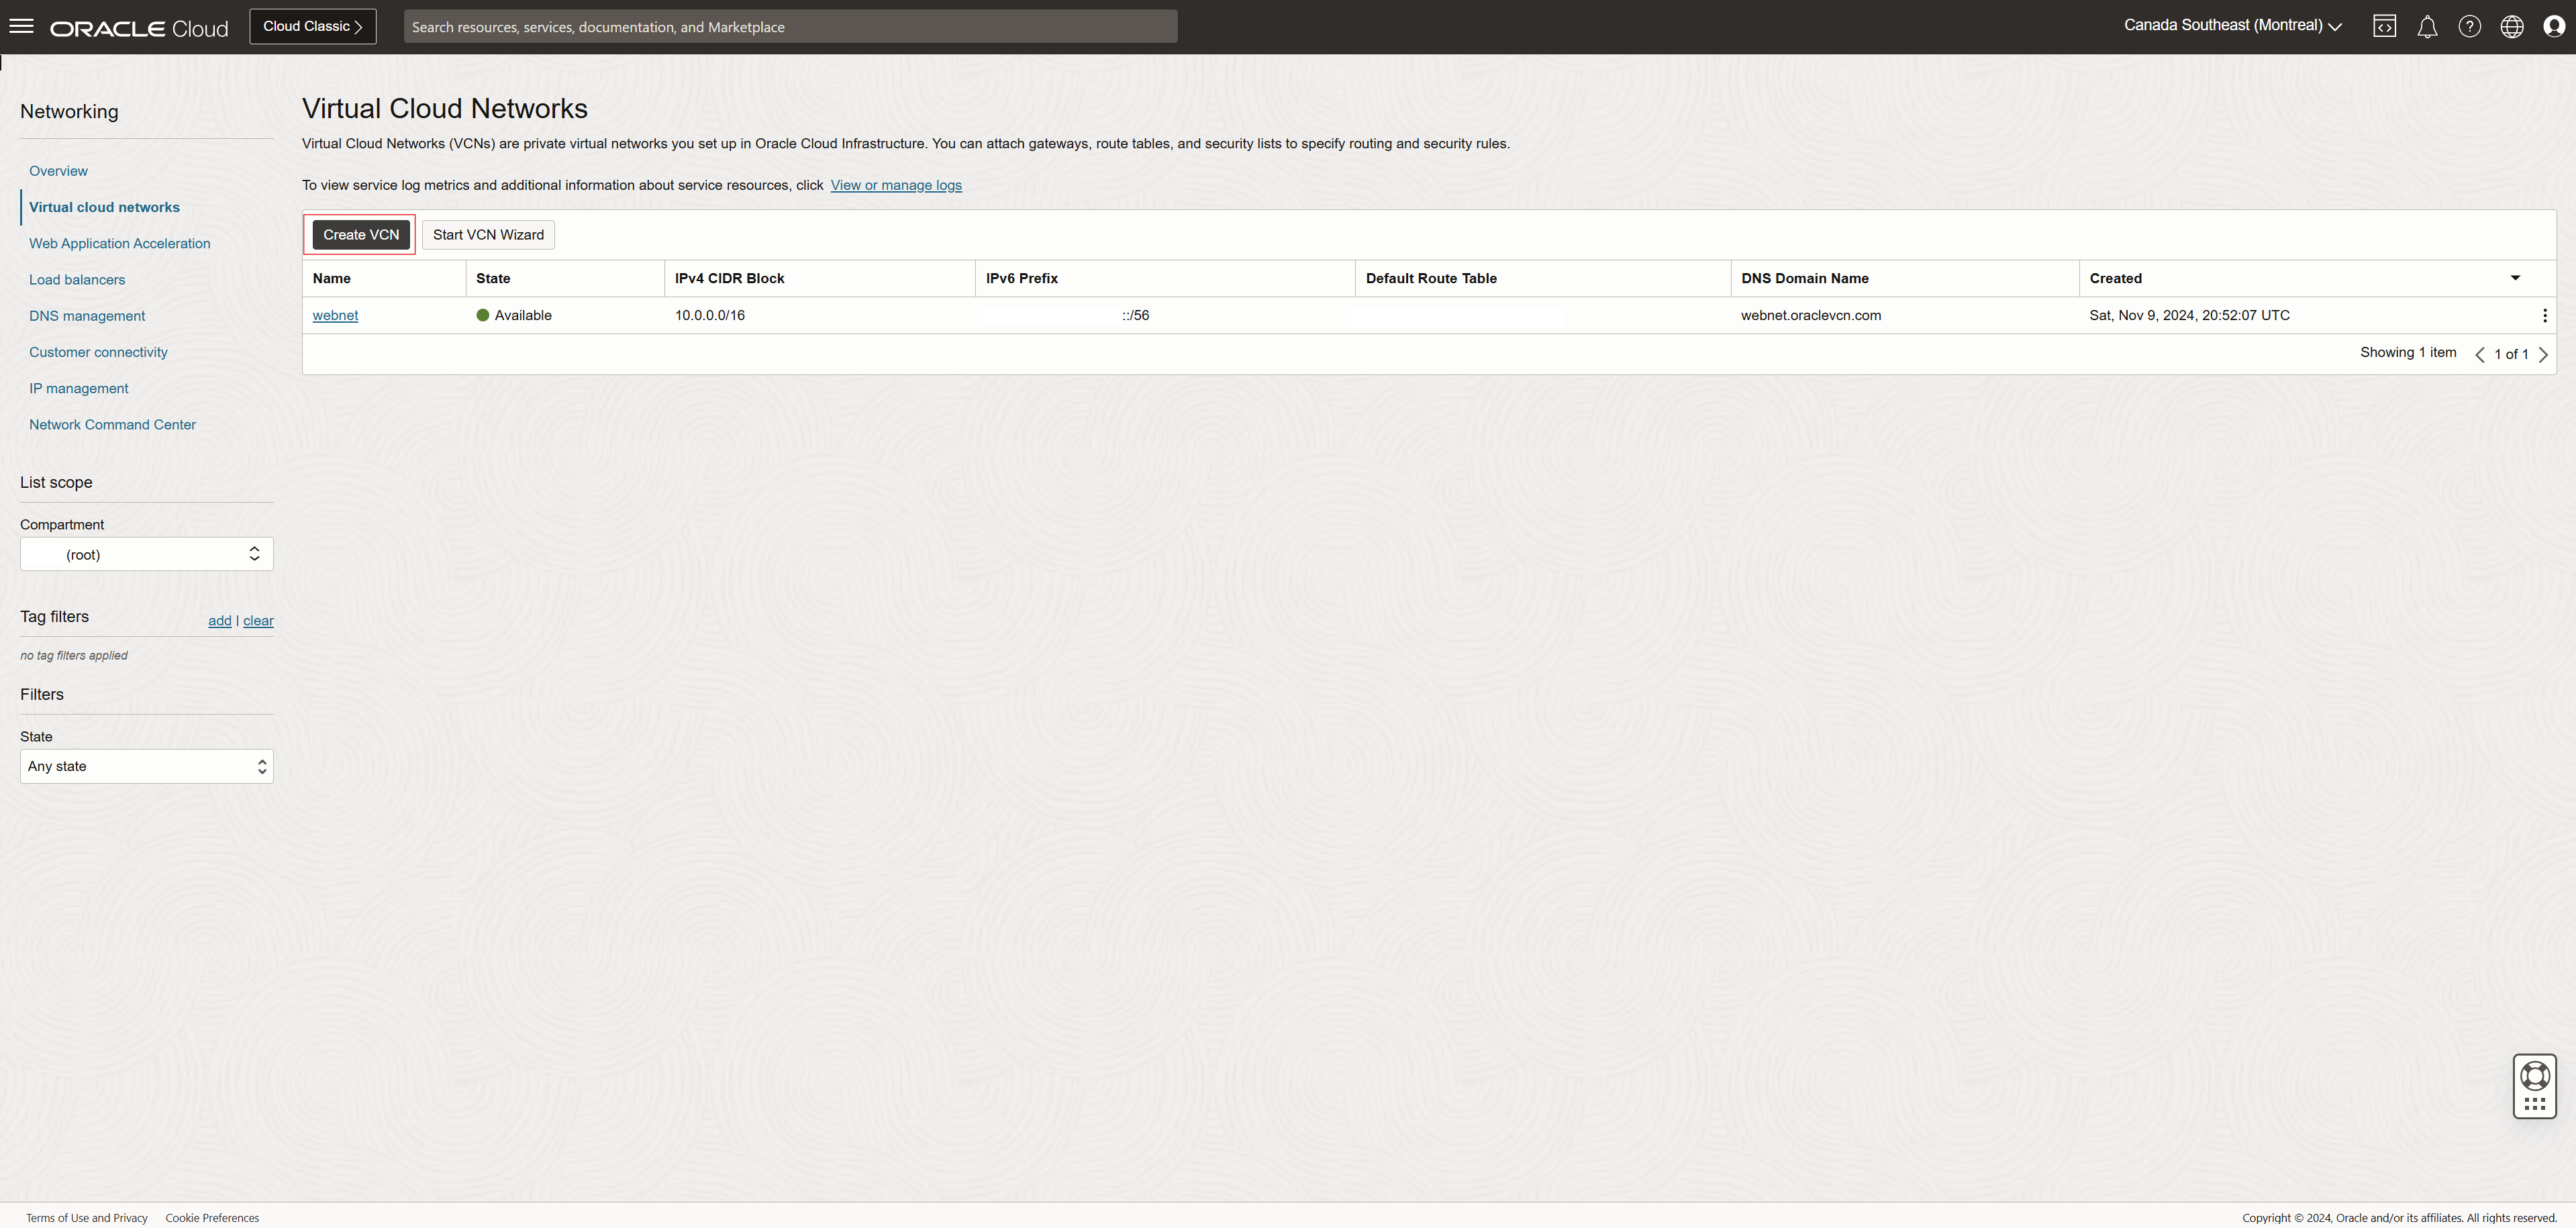 ORACLE Cloud
Cloud Classic
Search resources, services, documentation, and Marketplace
Canada Southeast (Montreal)
Networking
Overview
Virtual cloud networks
Web Application Acceleration
Load balancers
DNS management
Customer connectivity
IP management
Network Command Center
List scope
Compartment
(root)
Tag filters
add | clear
no tag filters applied
Filters
State
Any state
Virtual Cloud Networks
Virtual Cloud Networks (VCNs) are private virtual networks you set up in Oracle Cloud Infrastructure. You can attach gateways, route tables, and security lists to specify routing and security rules.
To view service log metrics and additional information about service resources, click View or manage logs
Create VCN Start VCN Wizard
Name State IPv4 CIDR Block IPv6 Prefix Default Route Table DNS Domain Name Created
webnet Available 10.0.0.0/16 ::/56 webnet.oraclevcn.com Sat, Nov 9, 2024, 20:52:07 UTC
Showing 1 item 1 of 1
Terms of Use and Privacy Cookie Preferences
Copyright © 2024, Oracle and/or its affiliates. All rights reserved.